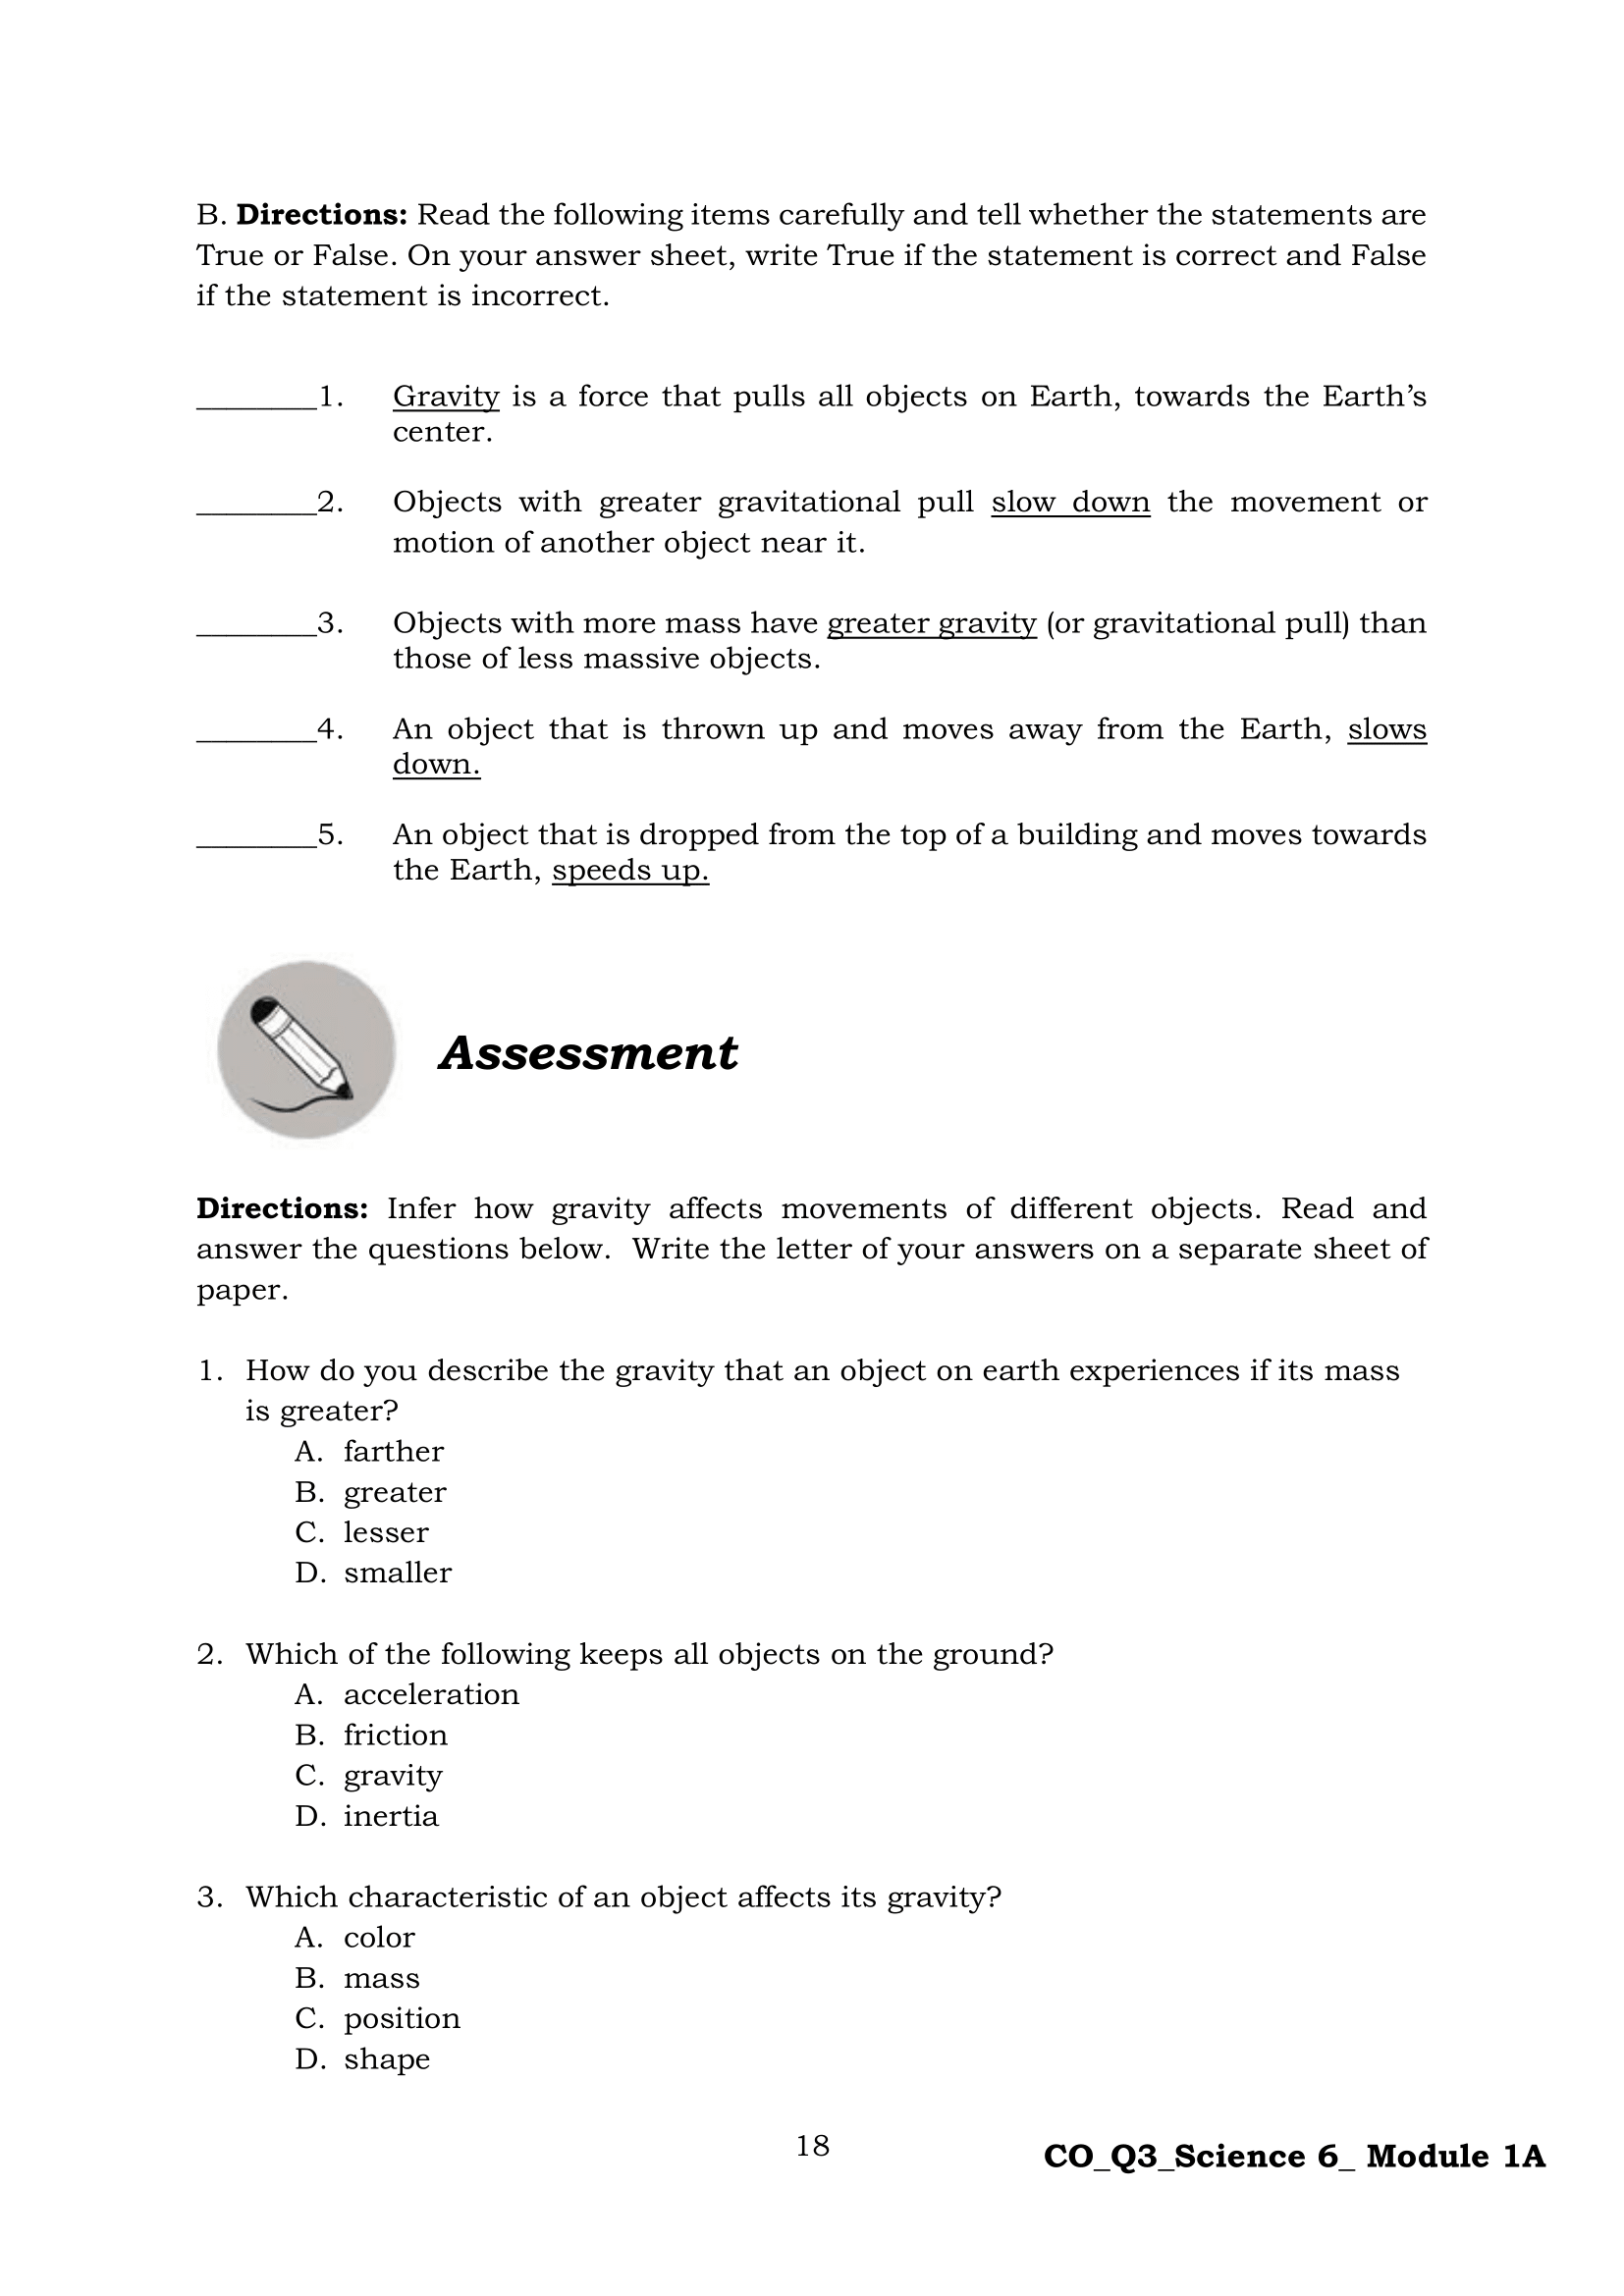 B. Directions: Read the following items carefully and tell whether the statements are
True or False. On your answer sheet, write True if the statement is correct and False
if the statement is incorrect.
________1. Gravity is a force that pulls all objects on Earth, towards the Earth’s
center.
________2. Objects with greater gravitational pull slow down the movement or
motion of another object near it.
________3. Objects with more mass have greater gravity (or gravitational pull) than
those of less massive objects.
________4. An object that is thrown up and moves away from the Earth, slows
down.
________5. An object that is dropped from the top of a building and moves towards
the Earth, speeds up.
Assessment
Directions: Infer how gravity affects movements of different objects. Read and
answer the questions below. Write the letter of your answers on a separate sheet of
paper.
1. How do you describe the gravity that an object on earth experiences if its mass
is greater?
A. farther
B. greater
C. lesser
D. smaller
2. Which of the following keeps all objects on the ground?
A. acceleration
B. friction
C. gravity
D. inertia
3. Which characteristic of an object affects its gravity?
A. color
B. mass
C. position
D. shape
18
CO_Q3_Science 6_ Module 1A